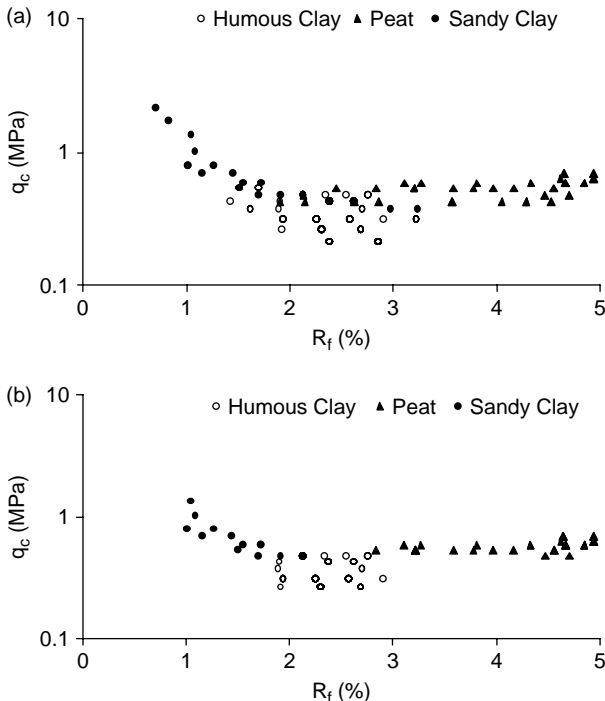 (a)
○ Humous Clay ▲ Peat ● Sandy Clay
10
1
0.1
q_c (MPa)
0 1 2 3 4 5
R_f (%)
(b)
○ Humous Clay ▲ Peat ● Sandy Clay
10
1
0.1
q_c (MPa)
0 1 2 3 4 5
R_f (%)